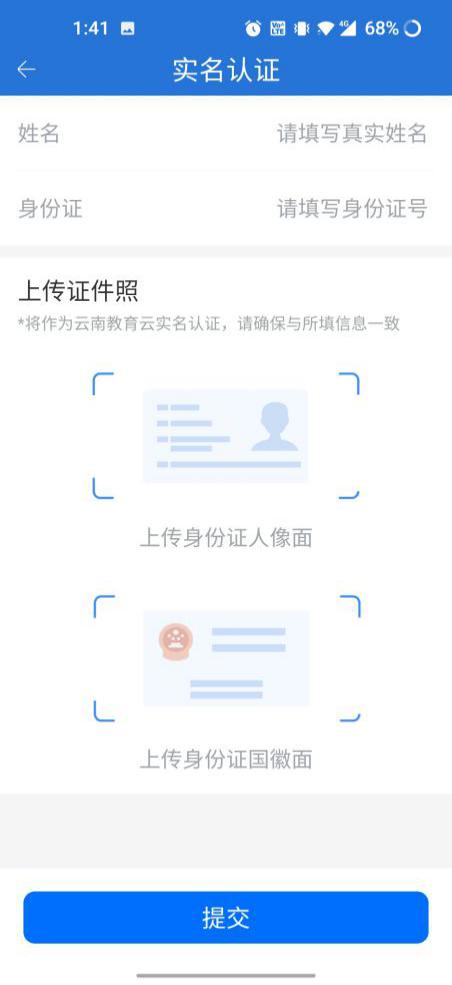 1:41 VoLTE 4G 68%
实名认证
姓名 请填写真实姓名
身份证 请填写身份证号
上传证件照
*将作为云南教育云实名认证，请确保与所填信息一致
上传身份证人像面
上传身份证国徽面
提交